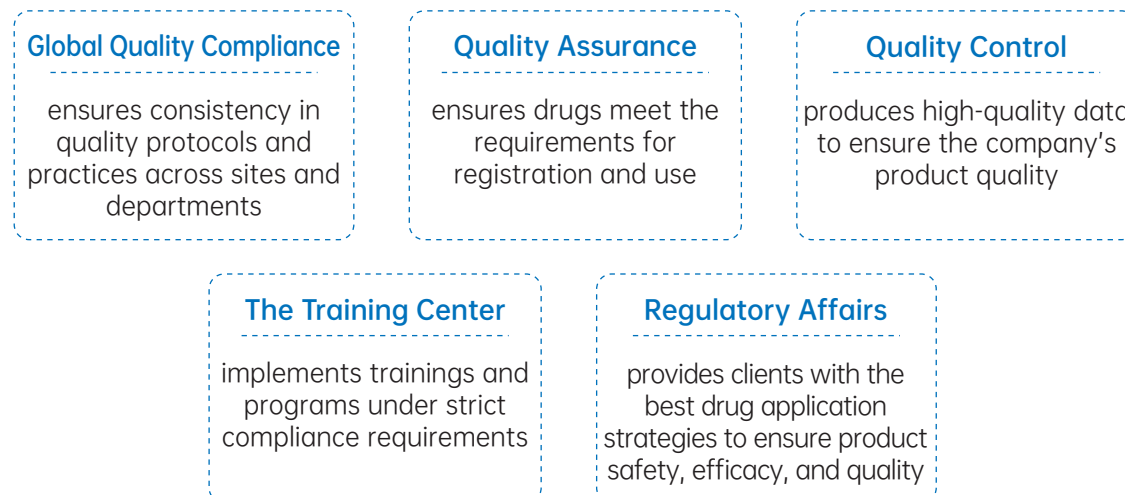 Global Quality Compliance
ensures consistency in
quality protocols and
practices across sites and
departments
Quality Assurance
ensures drugs meet the
requirements for
registration and use
Quality Control
produces high-quality data
to ensure the company's
product quality
The Training Center
implements trainings and
programs under strict
compliance requirements
Regulatory Affairs
provides clients with the
best drug application
strategies to ensure product
safety, efficacy, and quality